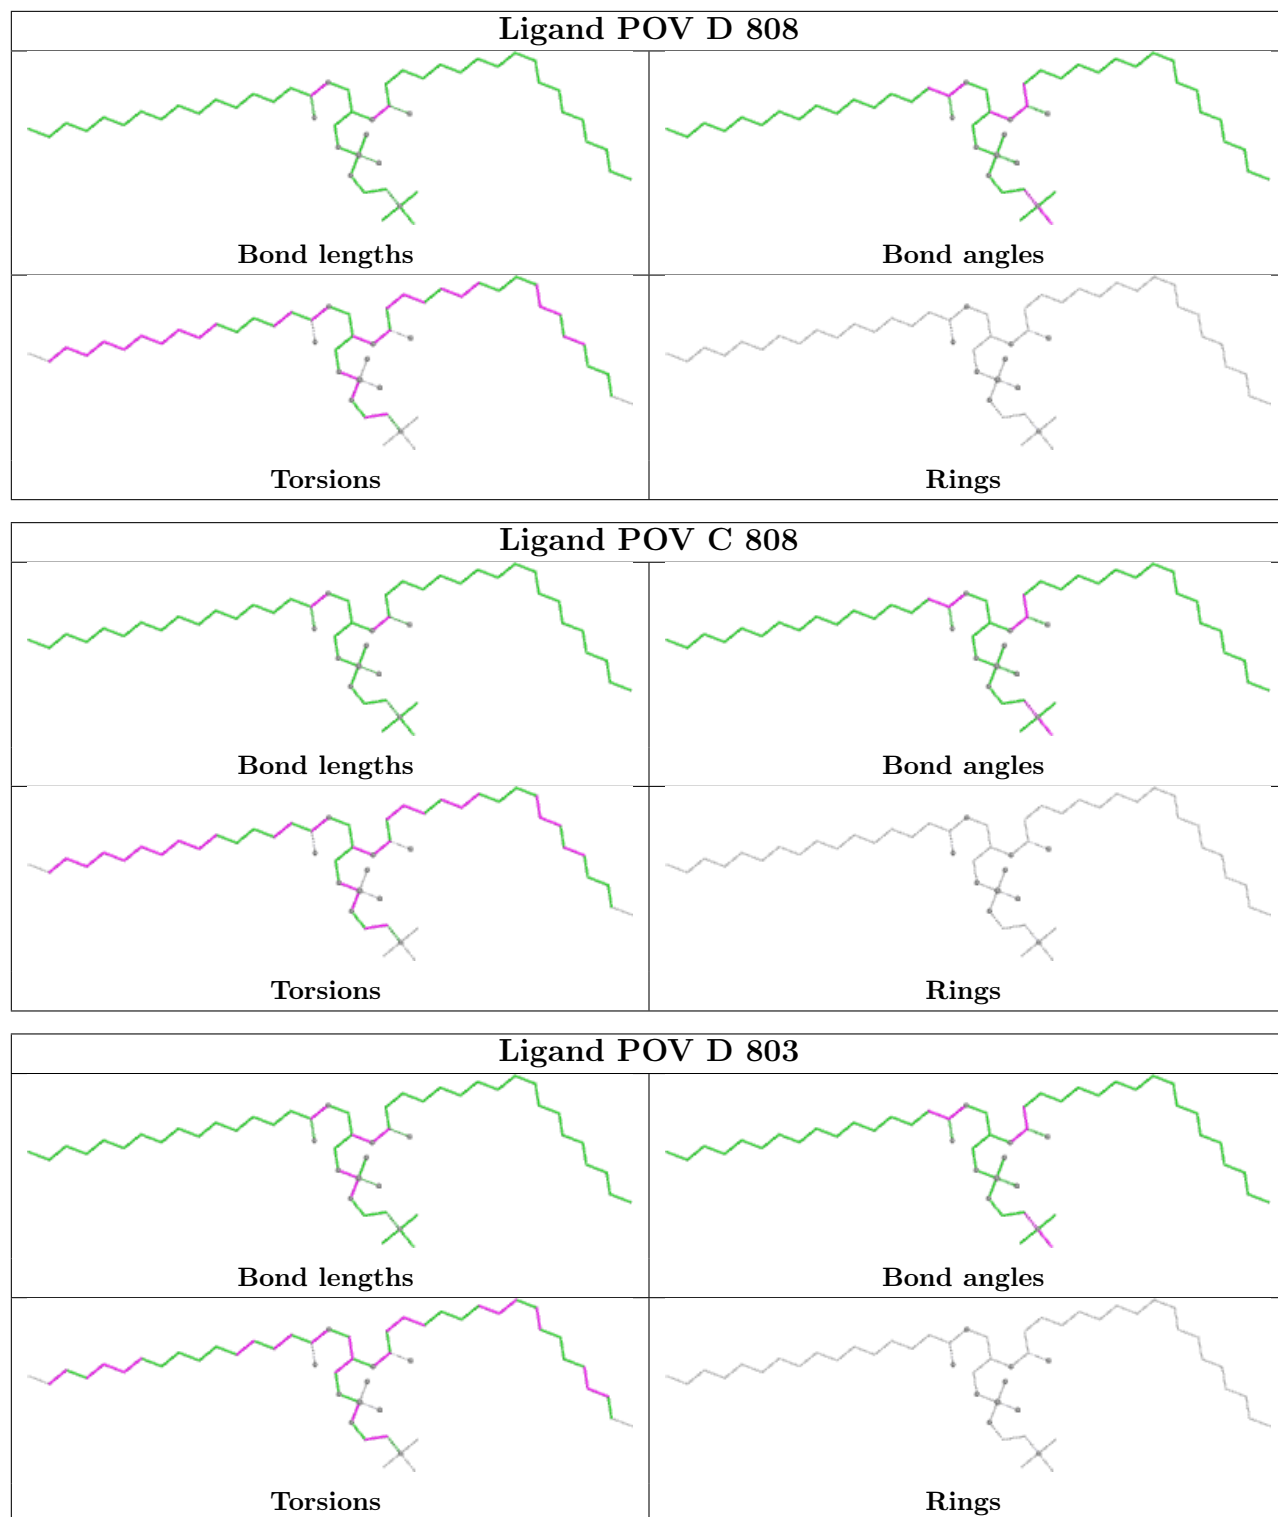 Ligand POV D 808
Bond lengths
Bond angles
Torsions
Rings
Ligand POV C 808
Bond lengths
Bond angles
Torsions
Rings
Ligand POV D 803
Bond lengths
Bond angles
Torsions
Rings